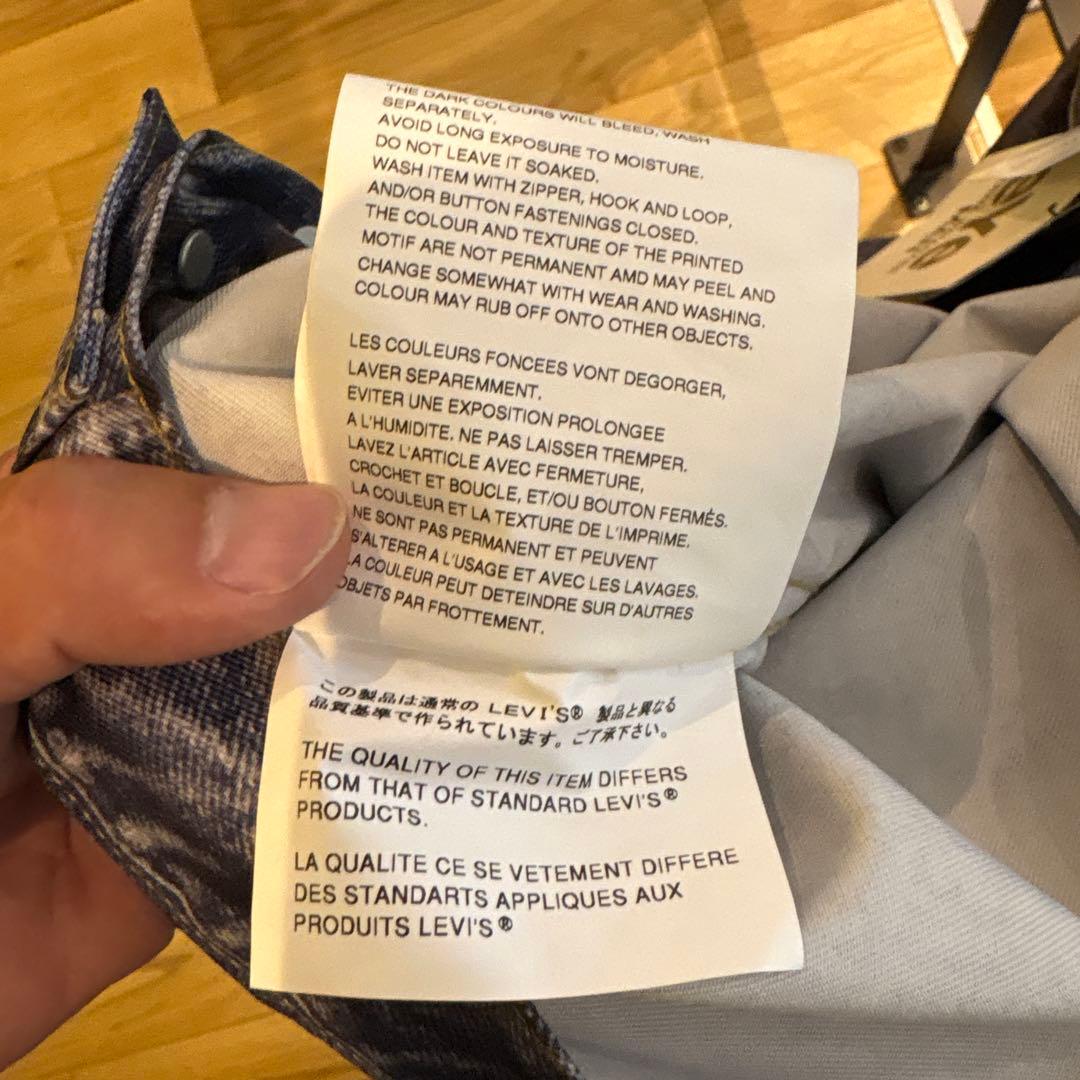 THE DARK COLOURS WILL BLEED, WASH
SEPARATELY.
AVOID LONG EXPOSURE TO MOISTURE.
DO NOT LEAVE IT SOAKED.
WASH ITEM WITH ZIPPER, HOOK AND LOOP,
AND/OR BUTTON FASTENINGS CLOSED.
THE COLOUR AND TEXTURE OF THE PRINTED
MOTIF ARE NOT PERMANENT AMD MAY PEEL AND
CHANGE SOMEWHAT WITH WEAR AND WASHING.
COLOUR MAY RUB OFF ONTO OTHER OBJECTS.
LES COULEURS FONCEES VONT DEGORGER,
LAVER SEPAREMMENT.
EVITER UNE EXPOSITION PROLONGEE
A L'HUMIDITE. NE PAS LAISSER TREMPER.
LAVEZ L'ARTICLE AVEC FERMETURE,
CROCHET ET BOUCLE, ET/OU BOUTON FERMÉS.
LA COULEUR ET LA TEXTURE DE L'IMPRIME.
NE SONT PAS PERMANENT ET PEUVENT
S'ALTERER A L'USAGE ET AVEC LES LAVAGES.
LA COULEUR PEUT DETEINDRE SUR D'AUTRES
OBJETS PAR FROTTEMENT.
この製品は通常の LEVI'S® 製品と異なる
品質基準で作られています。ご了承下さい。
THE QUALITY OF THIS ITEM DIFFERS
FROM THAT OF STANDARD LEVI'S®
PRODUCTS.
LA QUALITE CE SE VETEMENT DIFFERE
DES STANDARTS APPLIQUES AUX
PRODUITS LEVI'S®